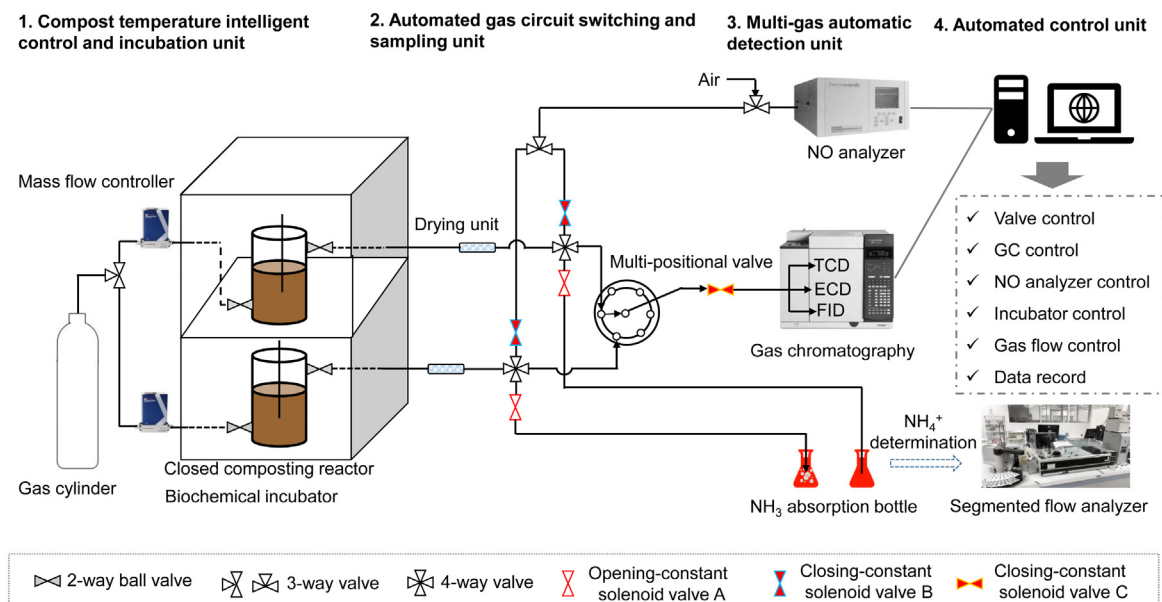 1. Compost temperature intelligent
control and incubation unit
2. Automated gas circuit switching and
sampling unit
3. Multi-gas automatic
detection unit
4. Automated control unit
Air
NO analyzer
Mass flow controller
Drying unit
Multi-positional valve
TCD
ECD
FID
Gas chromatography
✓ Valve control
✓ GC control
✓ NO analyzer control
✓ Incubator control
✓ Gas flow control
✓ Data record
Closed composting reactor
Biochemical incubator
Gas cylinder
NH₄⁺
determination
NH₃ absorption bottle
Segmented flow analyzer
2-way ball valve
3-way valve
4-way valve
Opening-constant
solenoid valve A
Closing-constant
solenoid valve B
Closing-constant
solenoid valve C